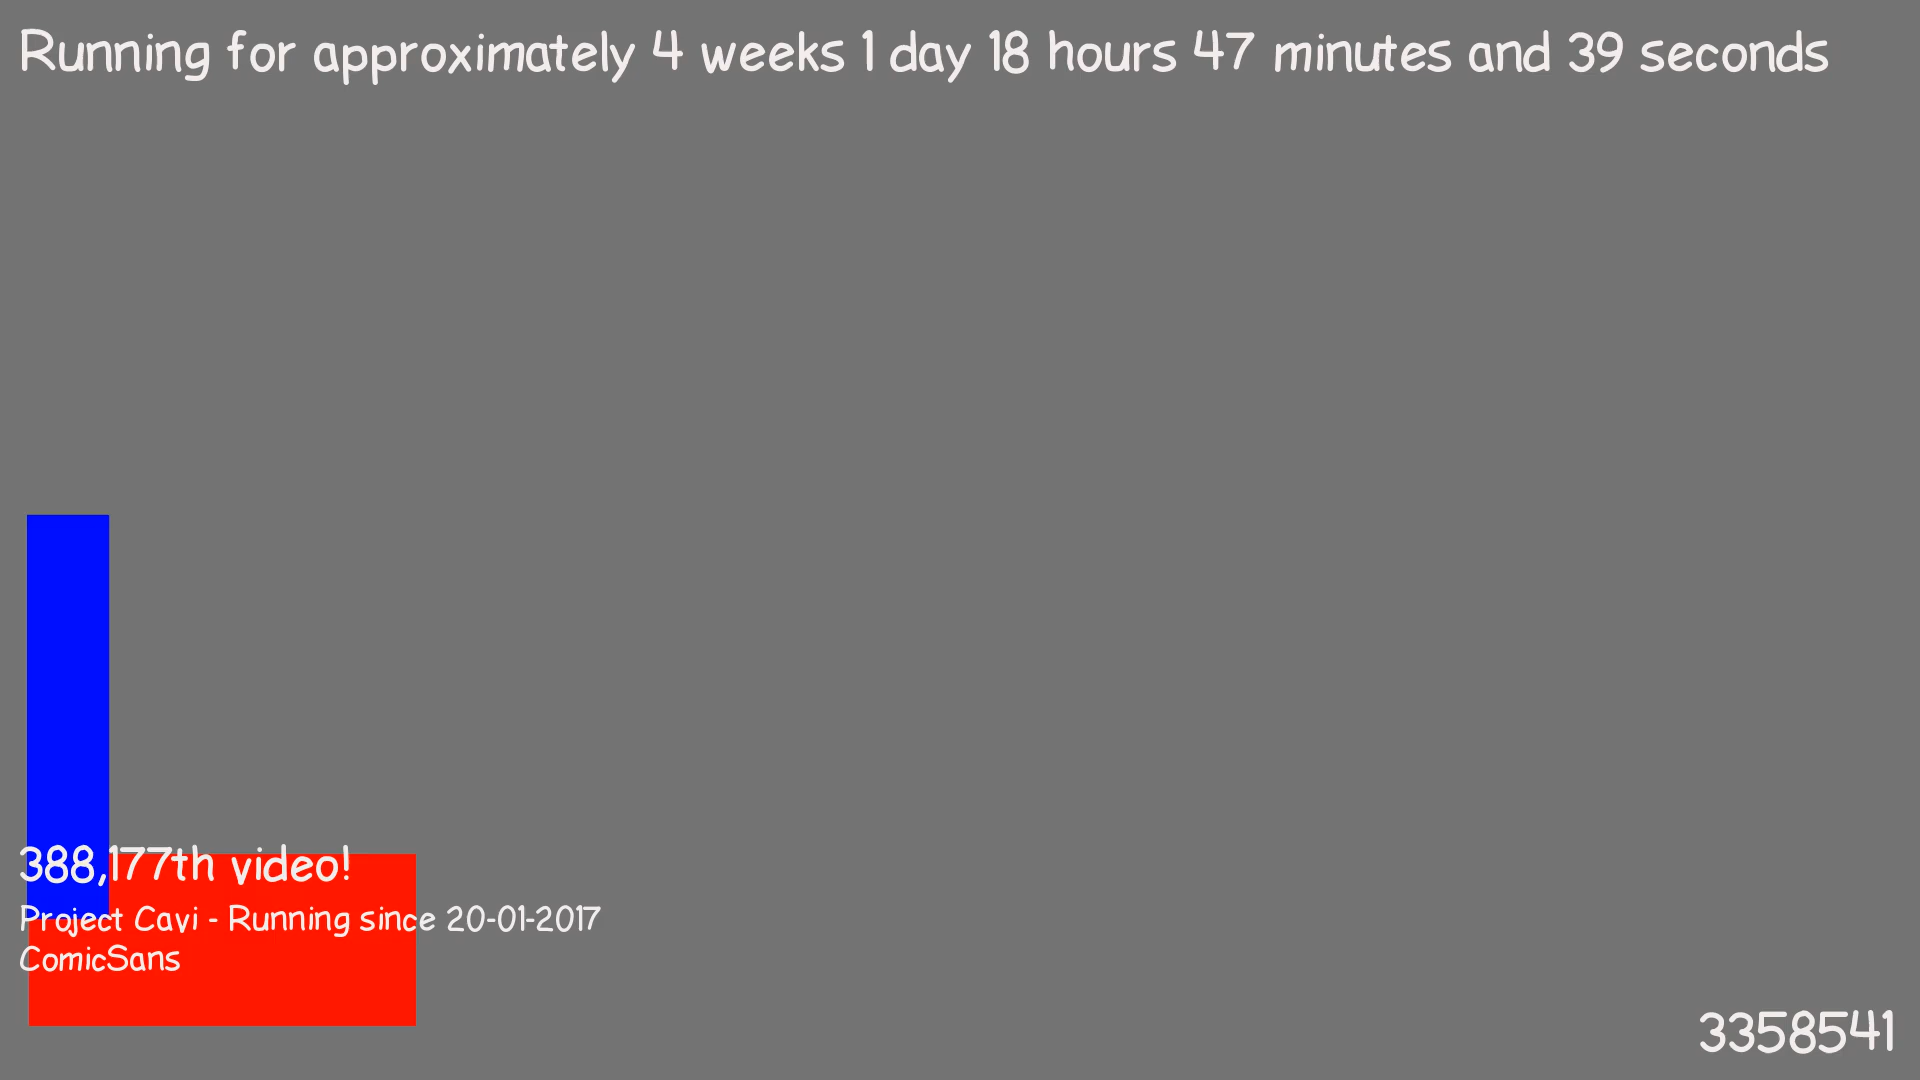 Running for approximately 4 weeks 1 day 18 hours 47 minutes and 39 seconds
388,177th video!
Project Cavi - Running since 20-01-2017
ComicSans
3358541